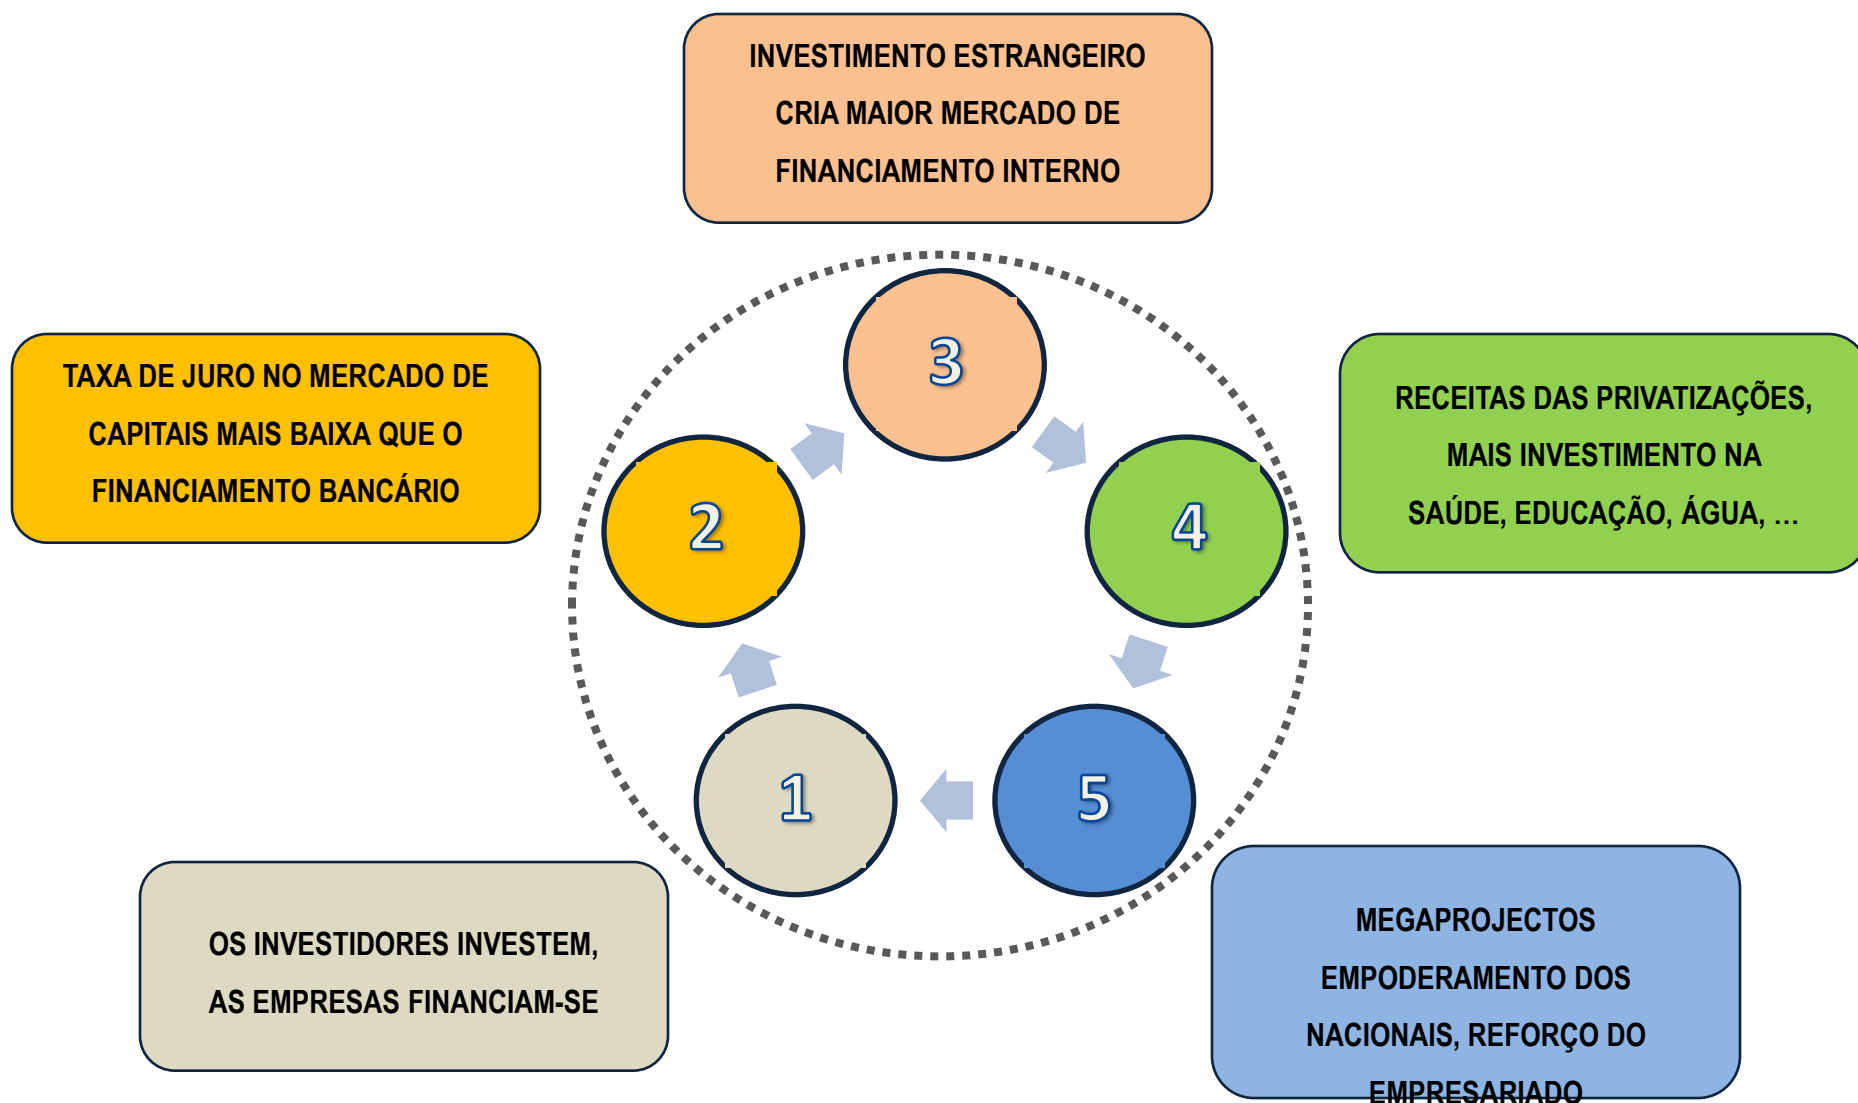 INVESTIMENTO ESTRANGEIRO
CRIA MAIOR MERCADO DE
FINANCIAMENTO INTERNO
TAXA DE JURO NO MERCADO DE
CAPITAIS MAIS BAIXA QUE O
FINANCIAMENTO BANCÁRIO
3
RECEITAS DAS PRIVATIZAÇÕES,
MAIS INVESTIMENTO NA
SAÚDE, EDUCAÇÃO, ÁGUA, ...
2
4
1
5
OS INVESTIDORES INVESTEM,
AS EMPRESAS FINANCIAM-SE
MEGAPROJECTOS
EMPODERAMENTO DOS
NACIONAIS, REFORÇO DO
EMPRESARIADO